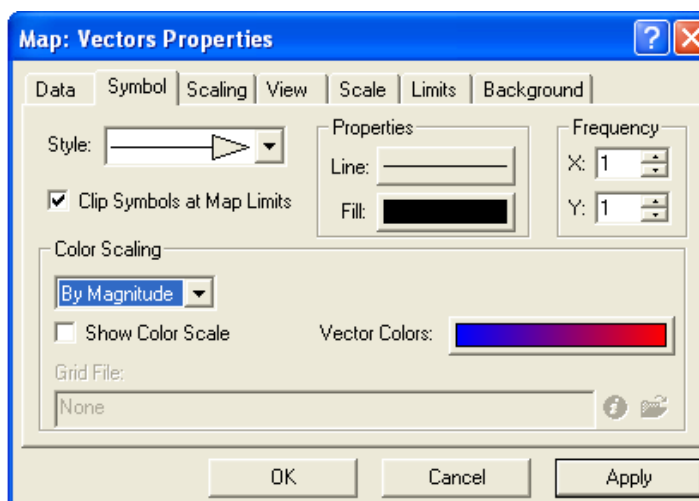 Map: Vectors Properties
Data Symbol Scaling View Scale Limits Background
Style:
Clip Symbols at Map Limits
Properties
Line:
Fill:
Frequency
X: 1
Y: 1
Color Scaling
By Magnitude
Show Color Scale
Vector Colors:
Grid File:
None
OK Cancel Apply